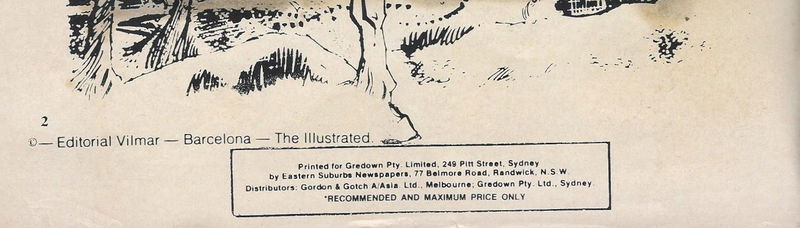 2
©— Editorial Vilmar — Barcelona — The Illustrated.
Printed for Gredown Pty. Limited, 249 Pitt Street, Sydney
by Eastern Suburbs Newspapers, 77 Belmore Road, Randwick, N.S.W.
Distributors: Gordon & Gotch A/Asia. Ltd., Melbourne; Gredown Pty. Ltd., Sydney.
*RECOMMENDED AND MAXIMUM PRICE ONLY